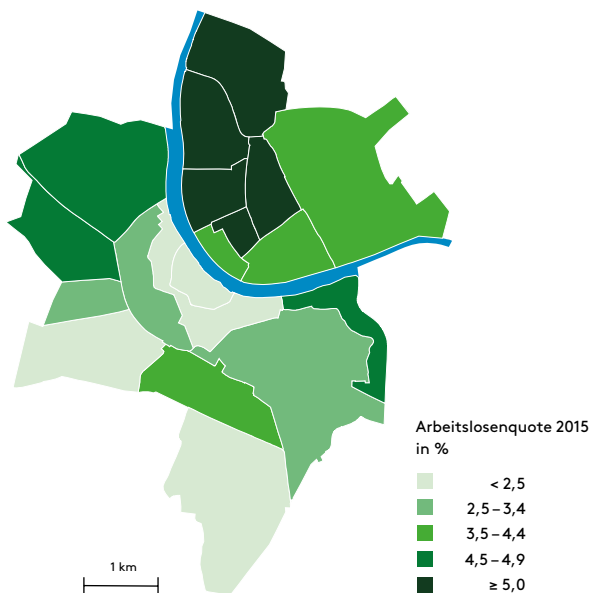 Arbeitslosenquote 2015
in %
< 2,5
2,5–3,4
3,5–4,4
4,5–4,9
≥ 5,0
1 km